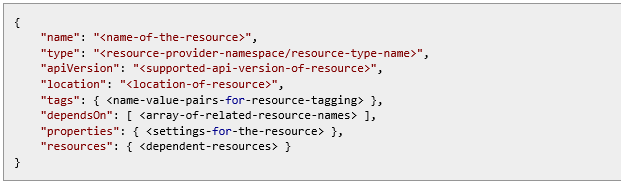 {
    "name": "<name-of-the-resource>",
    "type": "<resource-provider-namespace/resource-type-name>",
    "apiVersion": "<supported-api-version-of-resource>",
    "location": "<location-of-resource>",
    "tags": { <name-value-pairs-for-resource-tagging> },
    "dependsOn": [ <array-of-related-resource-names> ],
    "properties": { <settings-for-the-resource> },
    "resources": { <dependent-resources> }
}